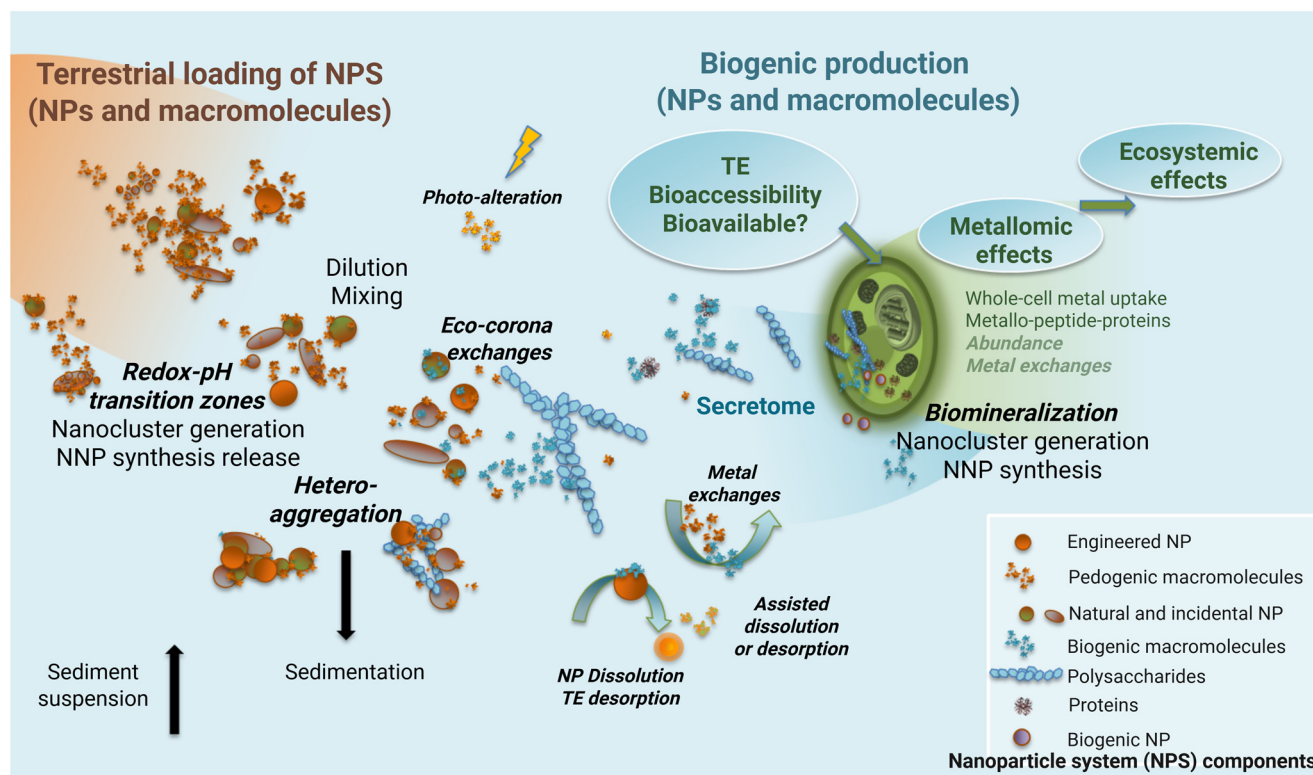 Terrestrial loading of NPS
(NPs and macromolecules)
Biogenic production
(NPs and macromolecules)
TE
Bioaccessibility
Bioavailable?
Ecosystemic
effects
Metallomic
effects
Photo-alteration
Dilution
Mixing
Whole-cell metal uptake
Metallo-peptide-proteins
Abundance
Metal exchanges
Eco-corona
exchanges
Redox-pH
transition zones
Nanocluster generation
NNP synthesis release
Secretome
Biomineralization
Nanocluster generation
NNP synthesis
Hetero-
aggregation
Metal
exchanges
Assisted
dissolution
or desorption
NP Dissolution
TE desorption
Sediment
suspension
Sedimentation
Engineered NP
Pedogenic macromolecules
Natural and incidental NP
Biogenic macromolecules
Polysaccharides
Proteins
Biogenic NP
Nanoparticle system (NPS) components